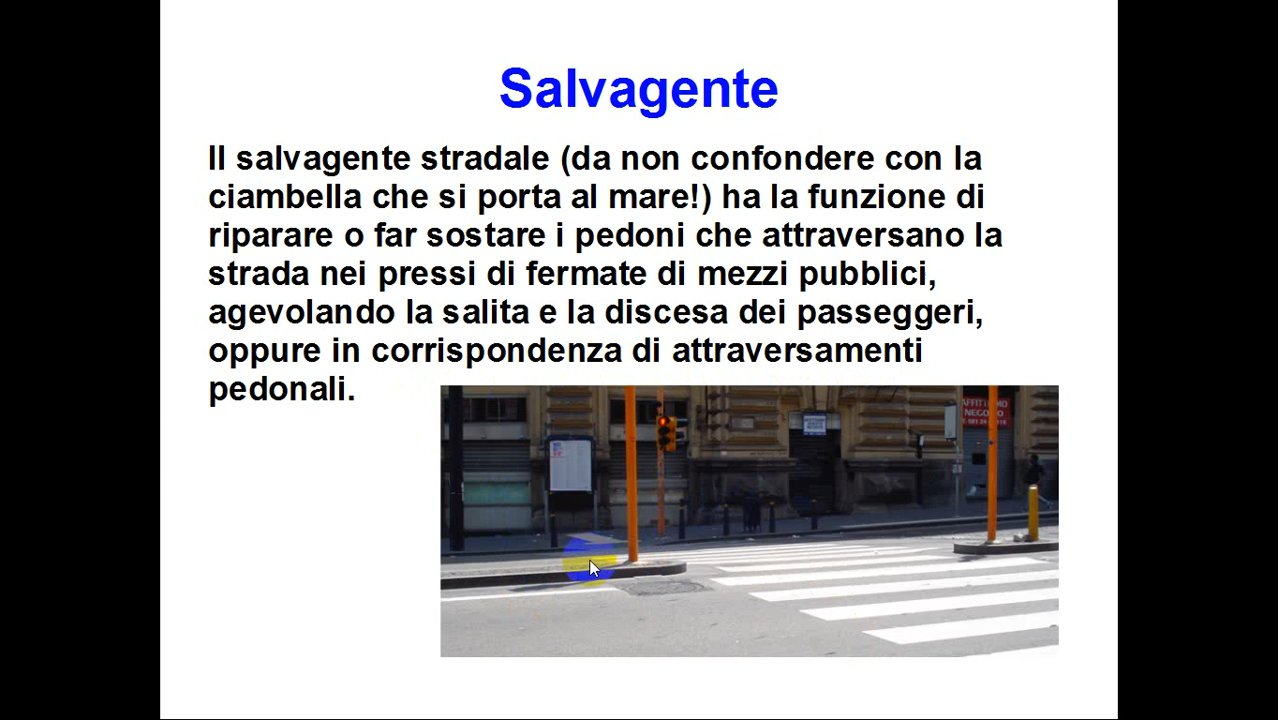 Salvagente
Il salvagente stradale (da non confondere con la
ciambella che si porta al mare!) ha la funzione di
riparare o far sostare i pedoni che attraversano la
strada nei pressi di fermate di mezzi pubblici,
agevolando la salita e la discesa dei passeggeri,
oppure in corrispondenza di attraversamenti
pedonali.